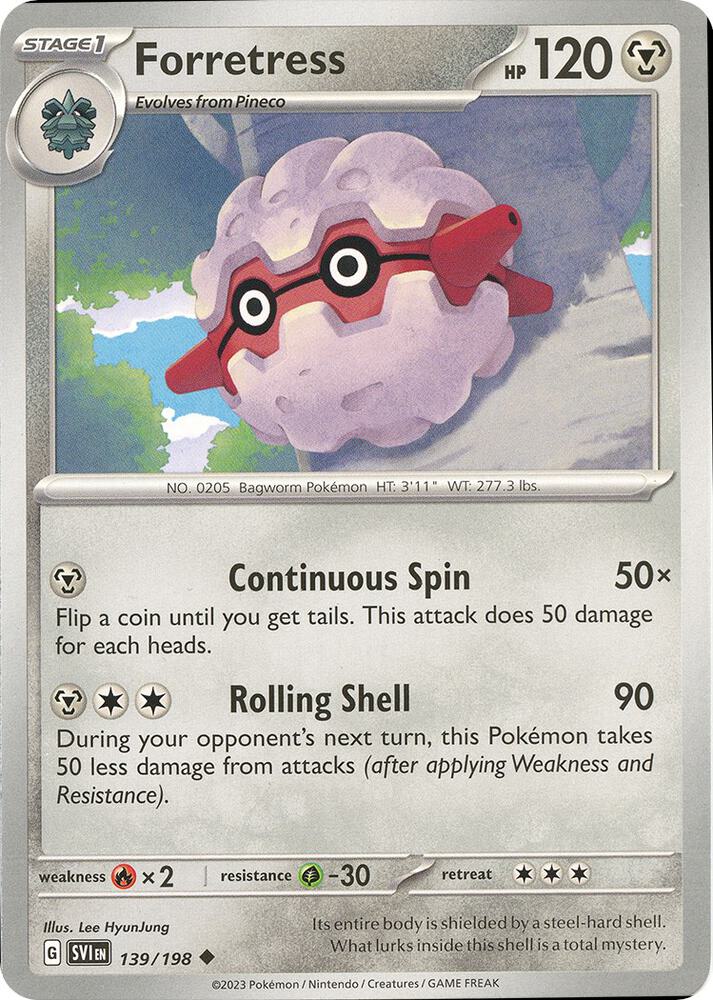 STAGE1
Forretress
HP 120
Evolves from Pineco
NO. 0205 Bagworm Pokémon HT: 3'11" WT: 277.3 lbs.
Continuous Spin 50×
Flip a coin until you get tails. This attack does 50 damage
for each heads.
Rolling Shell 90
During your opponent's next turn, this Pokémon takes
50 less damage from attacks (after applying Weakness and
Resistance).
weakness ×2 resistance -30 retreat
Illus. Lee HyunJung
Its entire body is shielded by a steel-hard shell.
What lurks inside this shell is a total mystery.
G SVI EN 139/198
©2023 Pokémon / Nintendo / Creatures / GAME FREAK